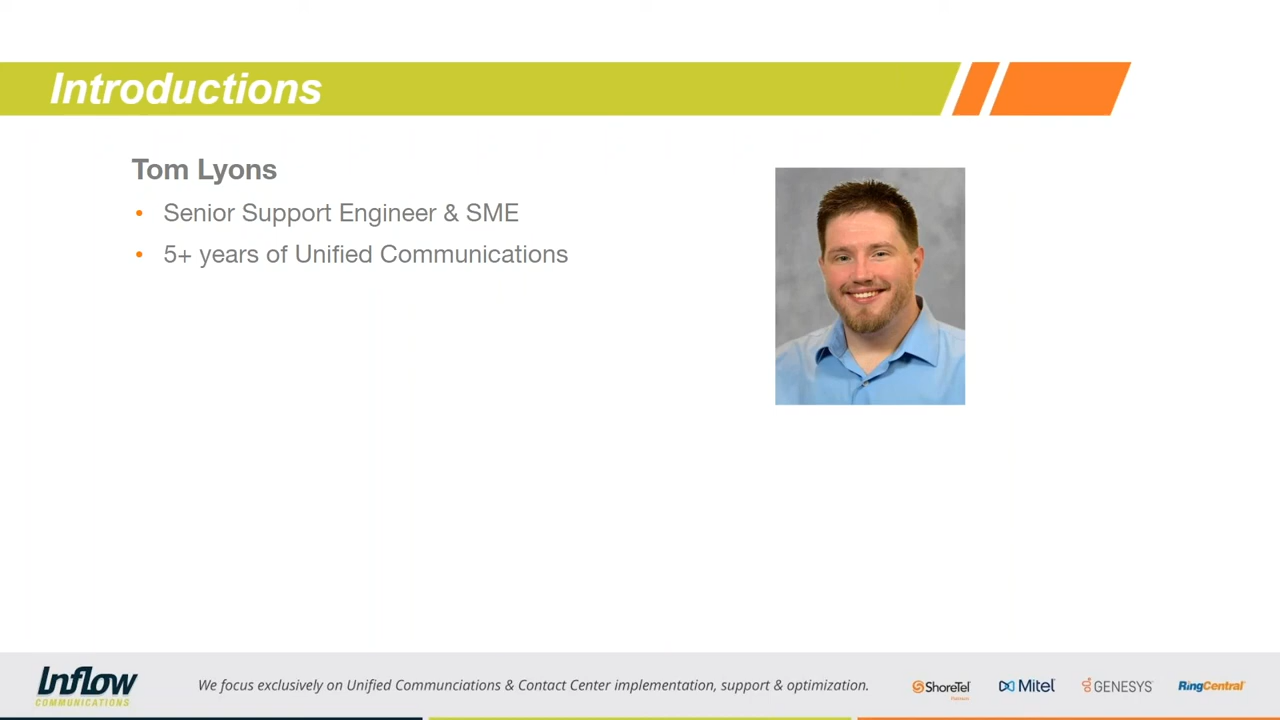 Introductions
Tom Lyons
• Senior Support Engineer & SME
• 5+ years of Unified Communications
Inflow
COMMUNICATIONS
We focus exclusively on Unified Communciations & Contact Center implementation, support & optimization.
ShoreTel
Mitel
GENESYS
RingCentral